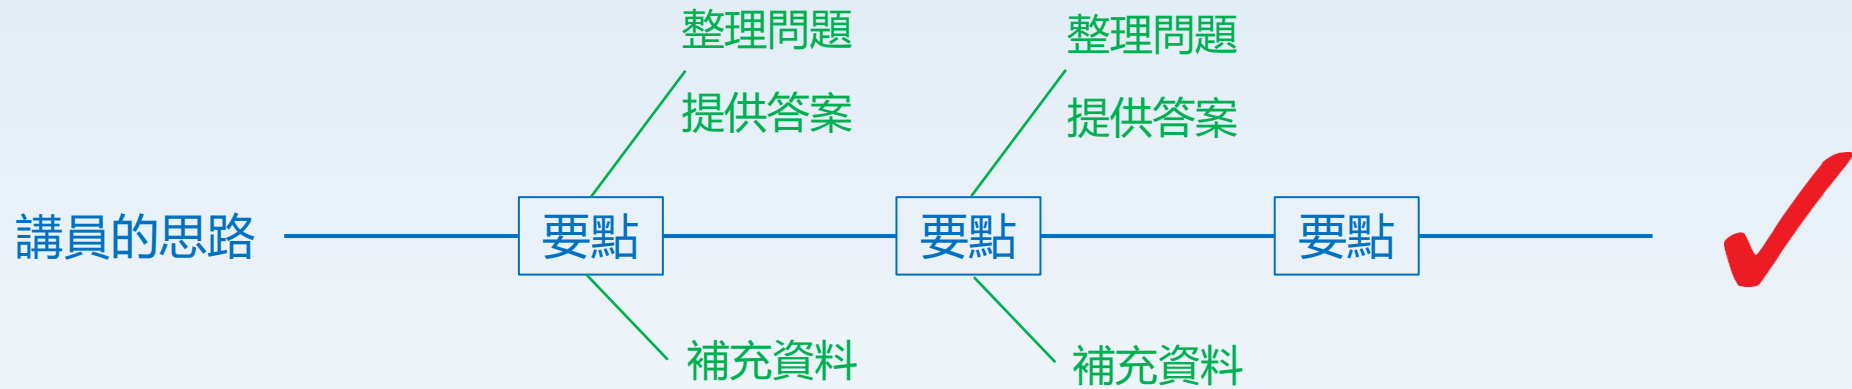 整理問題
提供答案
整理問題
提供答案
講員的思路
要點
要點
要點
補充資料
補充資料